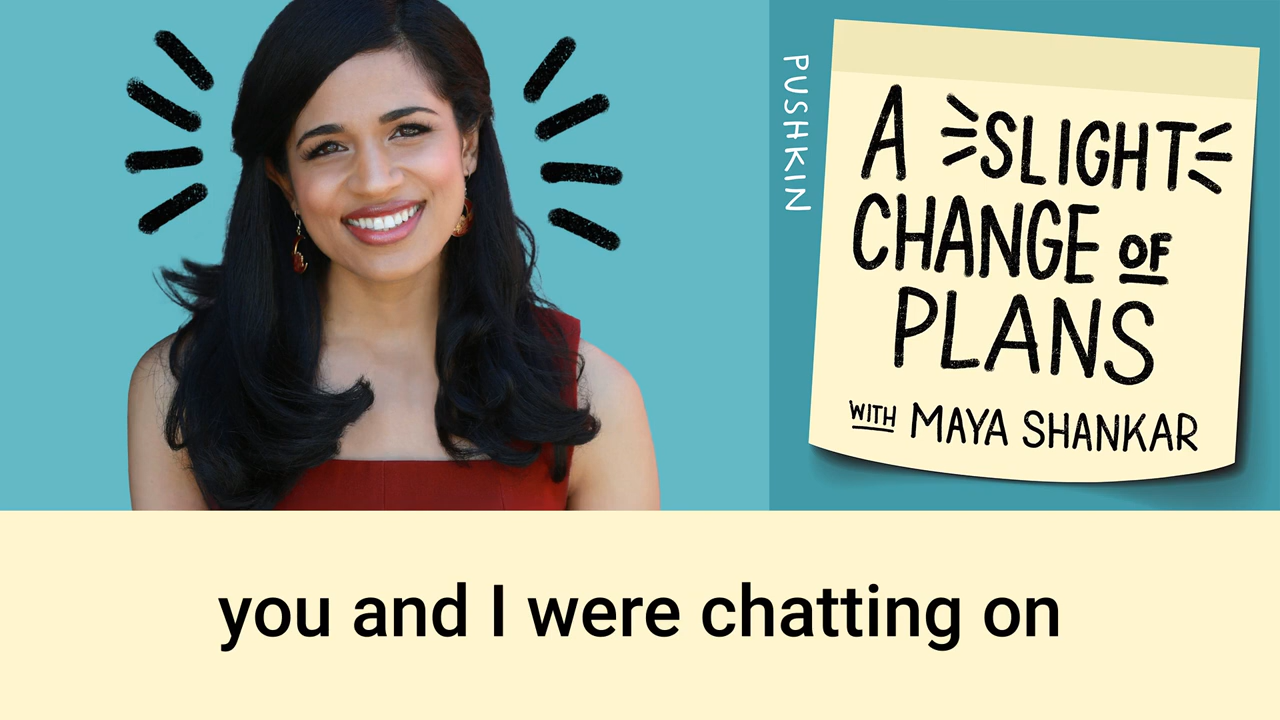 PUSHKIN
A SLIGHT
CHANGE OF
PLANS
WITH MAYA SHANKAR
you and I were chatting on